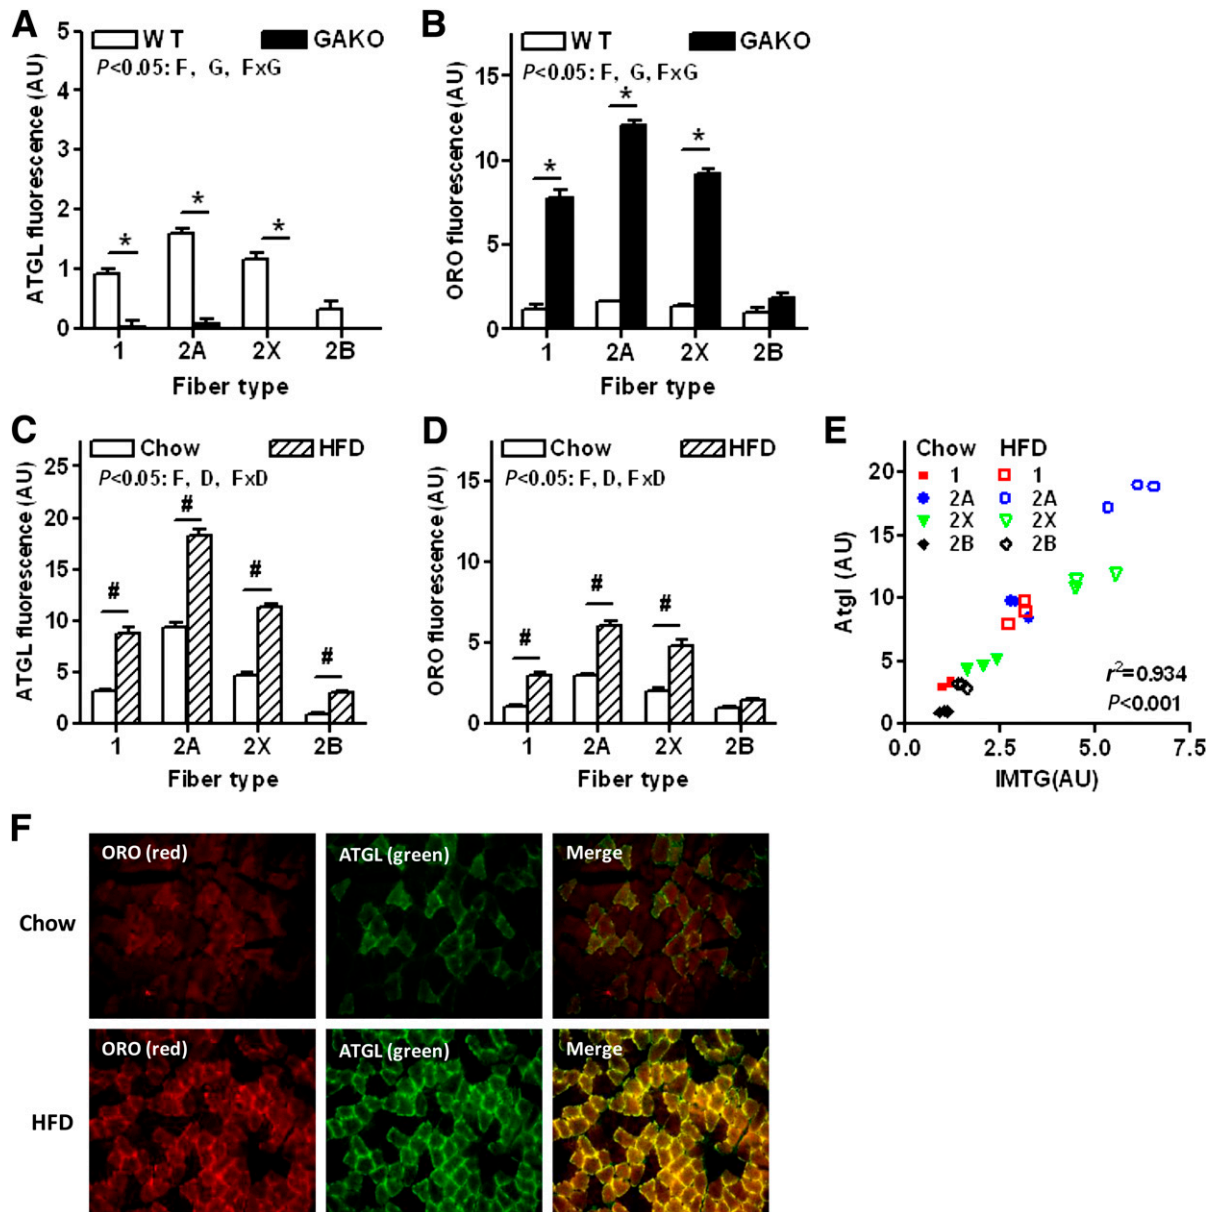 A
5
4
3
2
1
0
ATGL fluorescence (AU)
WT
GAKO
P<0.05: F, G, FxG
*
*
*
1
2A
2X
2B
Fiber type
B
15
10
5
0
ORO fluorescence (AU)
WT
GAKO
P<0.05: F, G, FxG
*
*
*
1
2A
2X
2B
Fiber type
C
25
20
15
10
5
0
ATGL fluorescence (AU)
Chow
HFD
P<0.05: F, D, FxD
#
#
#
#
1
2A
2X
2B
Fiber type
D
15
10
5
0
ORO fluorescence (AU)
Chow
HFD
P<0.05: F, D, FxD
#
#
#
1
2A
2X
2B
Fiber type
E
20
15
10
5
0
Atgl (AU)
Chow HFD
1 1
2A 2A
2X 2X
2B 2B
r²=0.934
P<0.001
0.0
2.5
5.0
7.5
IMTG(AU)
F
Chow
ORO (red)
ATGL (green)
Merge
HFD
ORO (red)
ATGL (green)
Merge